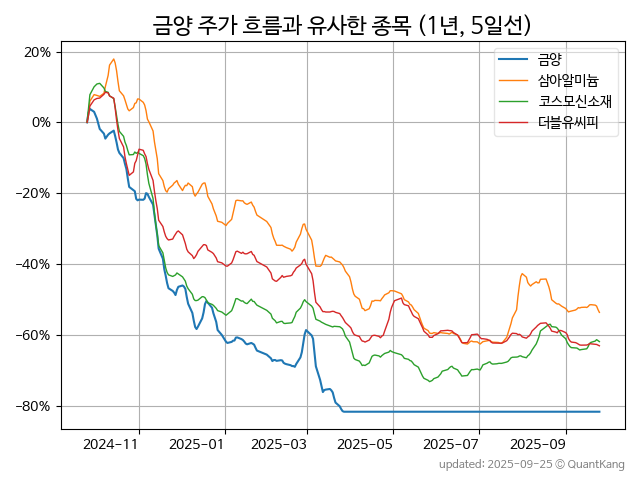 금양 주가 흐름과 유사한 종목 (1년, 5일선)
금양
삼아알미늄
코스모신소재
더블유씨피
20%
0%
−20%
−40%
−60%
−80%
2024−11
2025−01
2025−03
2025−05
2025−07
2025−09
updated: 2025-09-25 © QuantKang